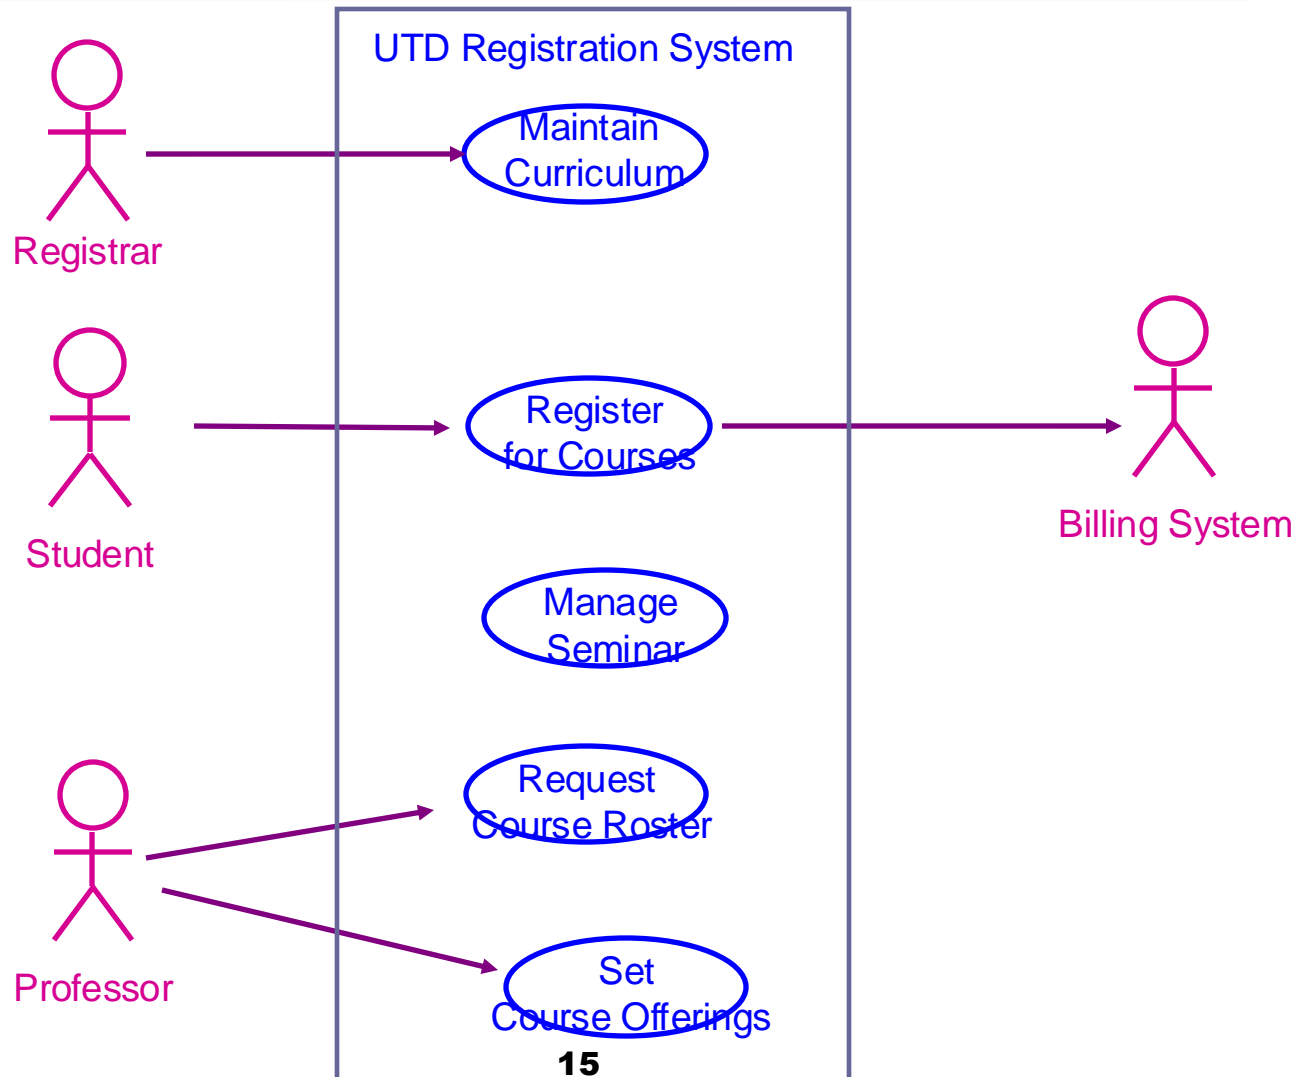 UTD Registration System
Maintain
Curriculum
Registrar
Register
for Courses
Student
Billing System
Manage
Seminar
Request
Course Roster
Professor
Set
Course Offerings
15